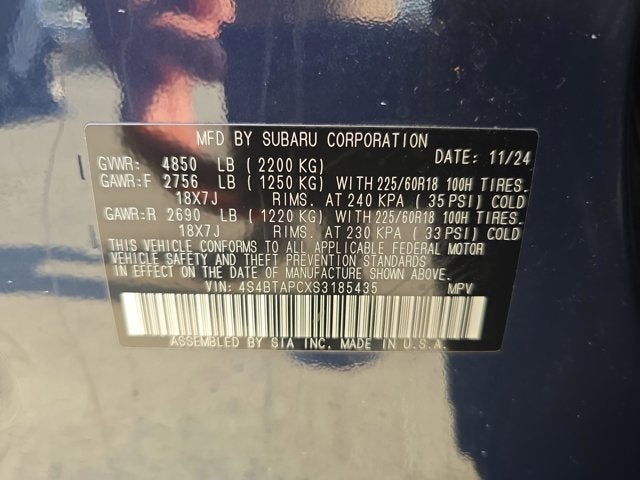 MFD BY SUBARU CORPORATION
GVWR: 4850 LB (2200 KG) DATE: 11/24
GAWR:F 2756 LB (1250 KG) WITH 225/60R18 100H TIRES.
18X7J RIMS. AT 240 KPA (35 PSI) COLD
GAWR:R 2690 LB (1220 KG) WITH 225/60R18 100H TIRES.
18X7J RIMS. AT 230 KPA (33 PSI) COLD
THIS VEHICLE CONFORMS TO ALL APPLICABLE FEDERAL MOTOR
VEHICLE SAFETY AND THEFT PREVENTION STANDARDS
IN EFFECT ON THE DATE OF MANUFACTURE SHOWN ABOVE.
VIN: 4S4BTAPCXS3185435 MPV
ASSEMBLED BY SIA INC. MADE IN U.S.A.